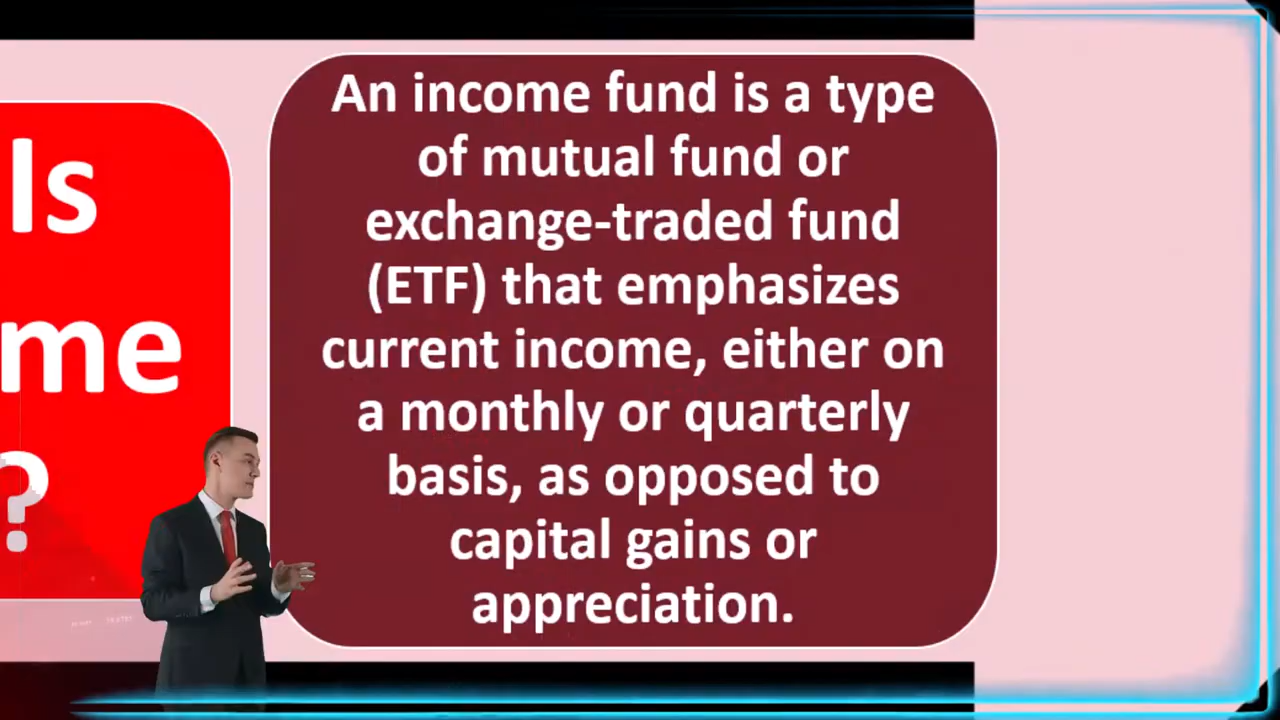 Is
me
?
An income fund is a type
of mutual fund or
exchange-traded fund
(ETF) that emphasizes
current income, either on
a monthly or quarterly
basis, as opposed to
capital gains or
appreciation.